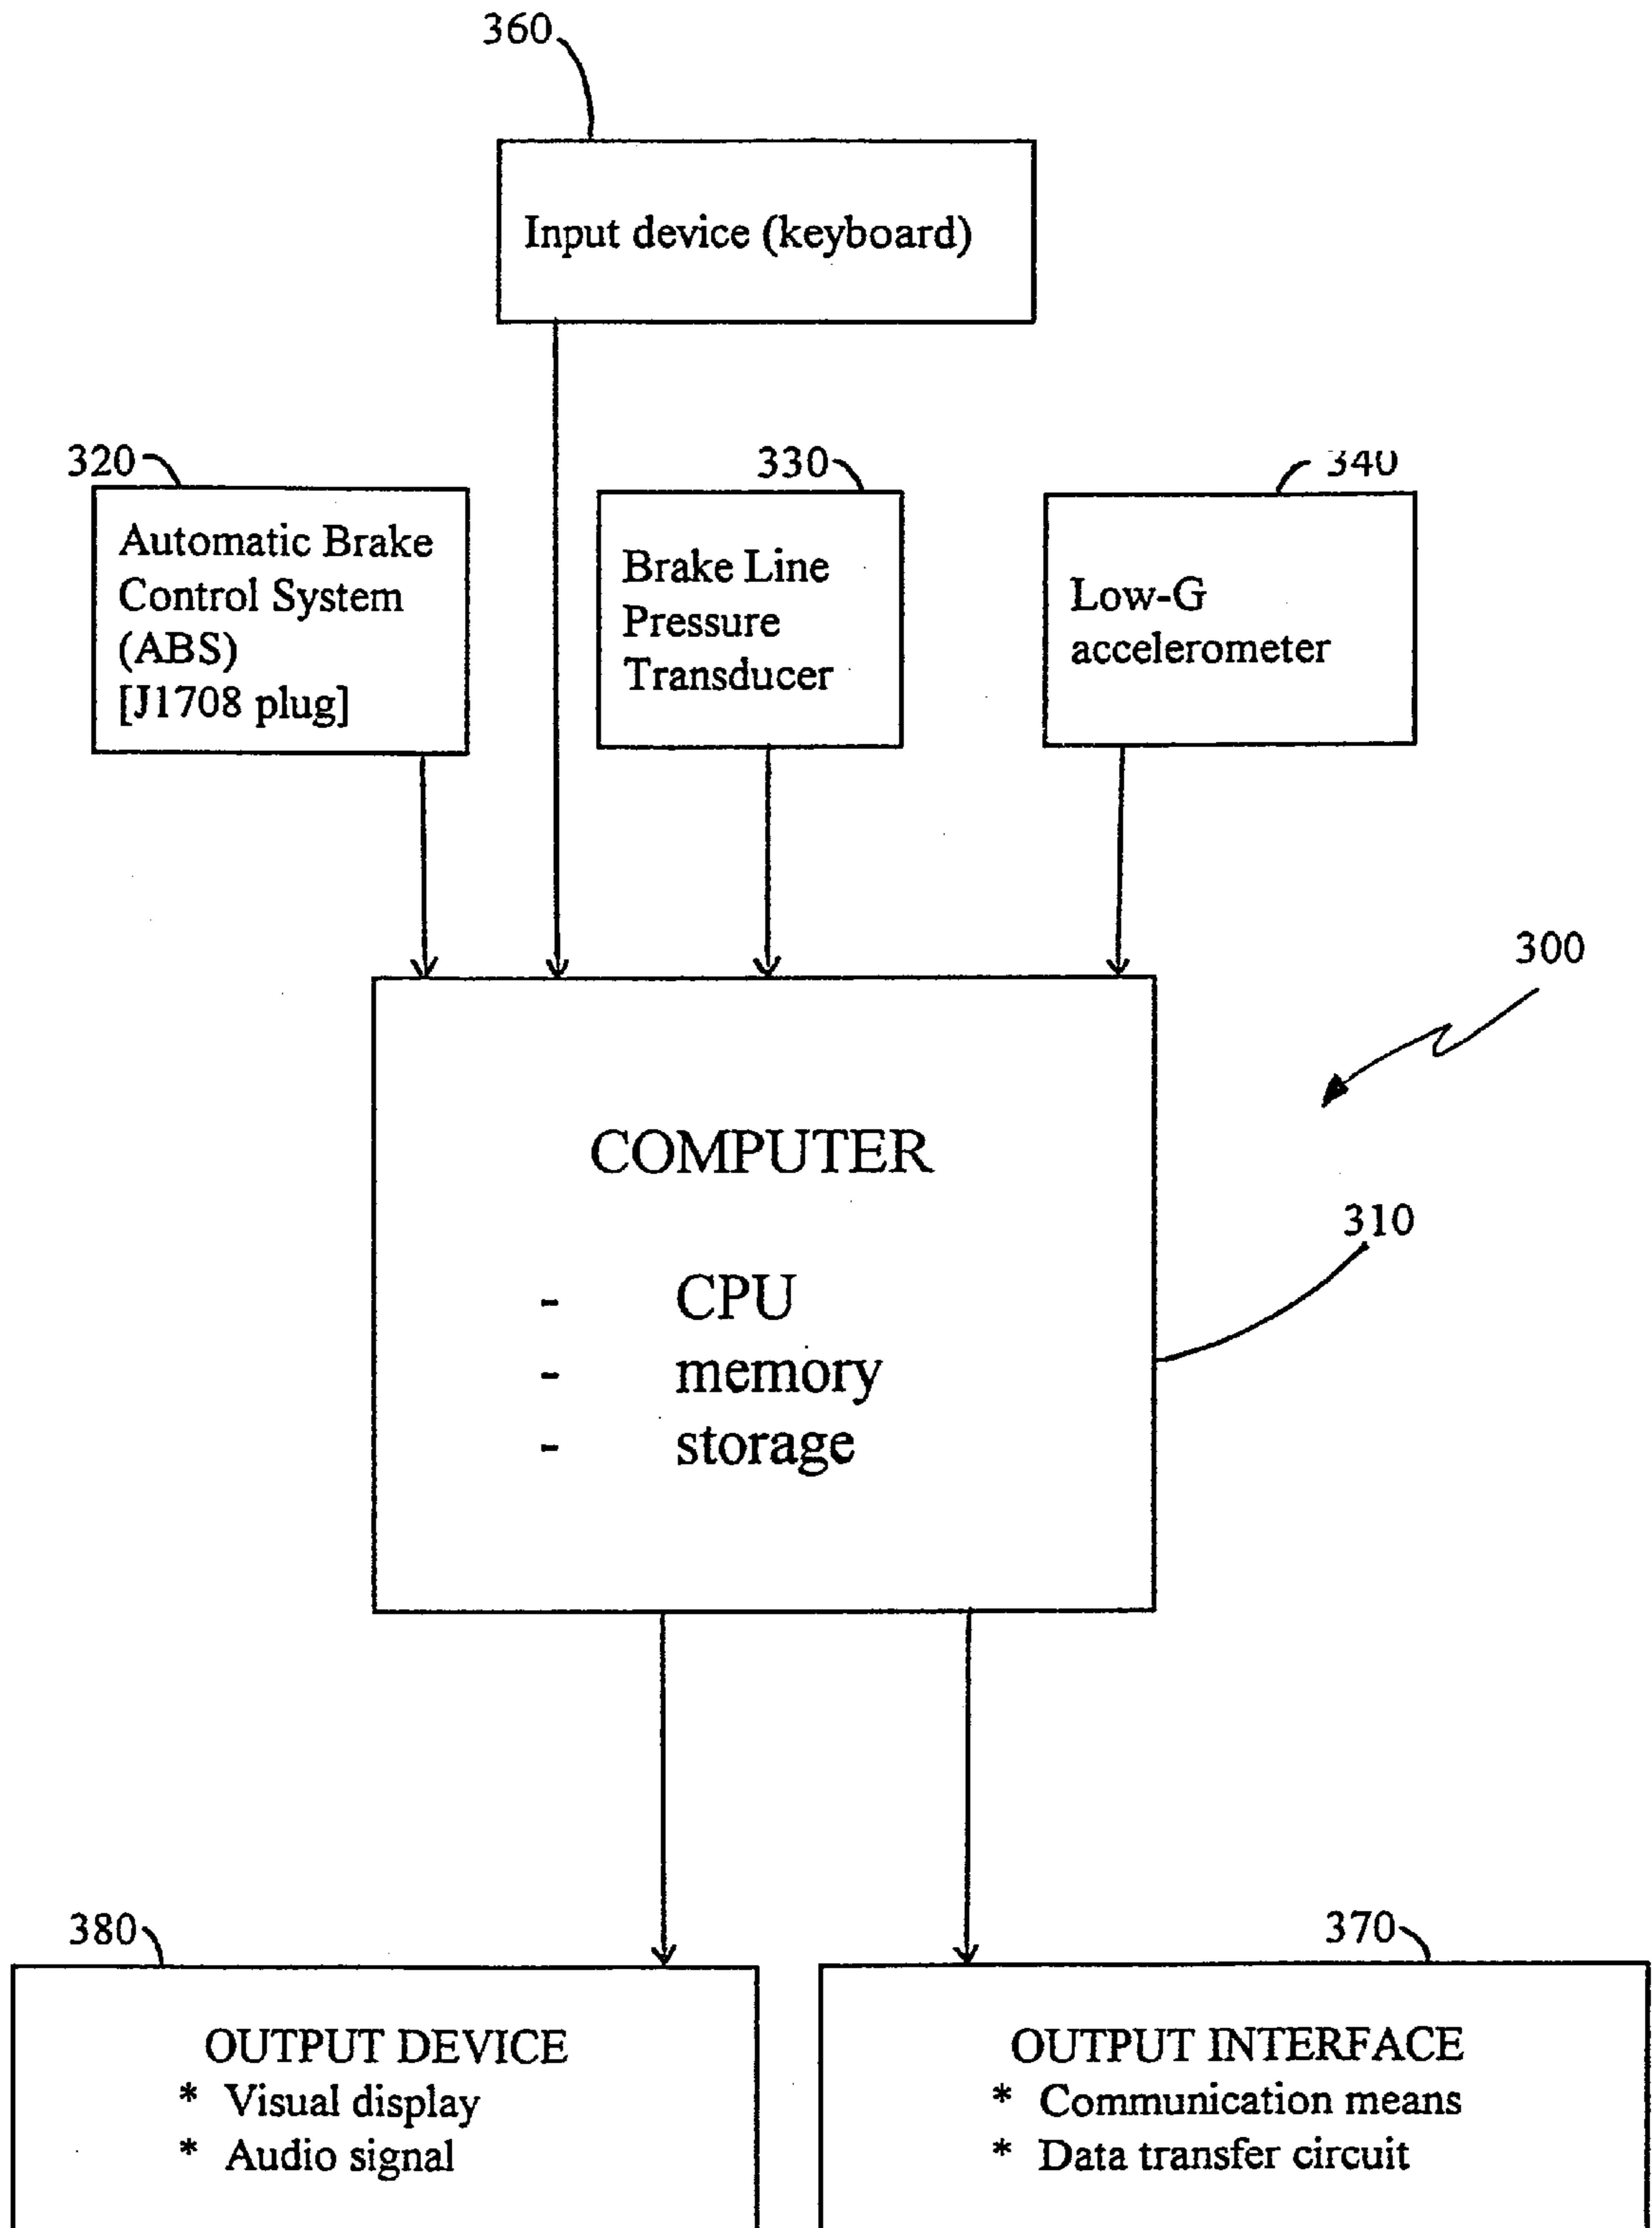 360
Input device (keyboard)
320
330
340
Automatic Brake
Control System
(ABS)
[J1708 plug]
Brake Line
Pressure
Transducer
Low-G
accelerometer
300
COMPUTER
310
- CPU
- memory
- storage
380
370
OUTPUT DEVICE
* Visual display
* Audio signal
OUTPUT INTERFACE
* Communication means
* Data transfer circuit